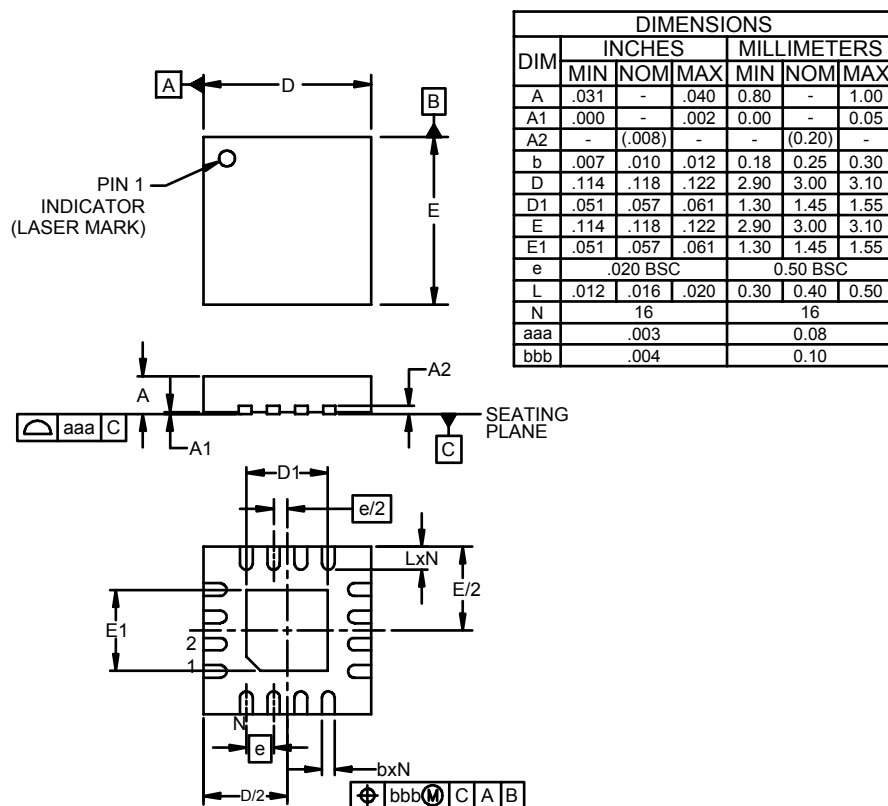 DIMENSIONS
DIM INCHES MILLIMETERS
MIN NOM MAX MIN NOM MAX
A .031 - .040 0.80 - 1.00
A1 .000 - .002 0.00 - 0.05
A2 - (.008) - - (0.20) -
b .007 .010 .012 0.18 0.25 0.30
D .114 .118 .122 2.90 3.00 3.10
D1 .051 .057 .061 1.30 1.45 1.55
E .114 .118 .122 2.90 3.00 3.10
E1 .051 .057 .061 1.30 1.45 1.55
e .020 BSC 0.50 BSC
L .012 .016 .020 0.30 0.40 0.50
N 16 16
aaa .003 0.08
bbb .004 0.10
A
D
B
PIN 1
INDICATOR
(LASER MARK)
E
A
A2
aaa C
A1
SEATING
PLANE
C
D1
e/2
LxN
E/2
E1
2
1
N
e
bxN
D/2
bbb M C A B